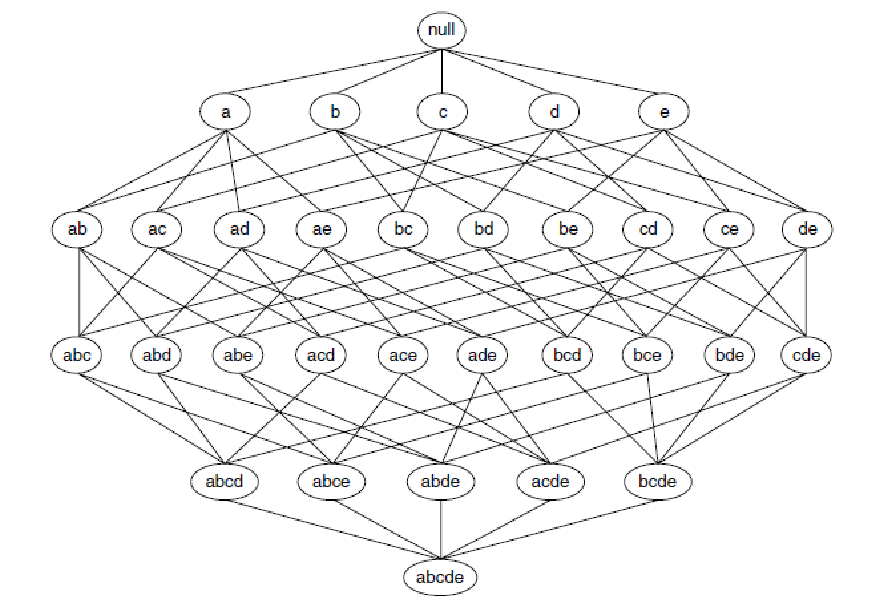 null
a b c d e
ab ac ad ae bc bd be cd ce de
abc abd abe acd ace ade bcd bce bde cde
abcd abce abde acde bcde
abcde